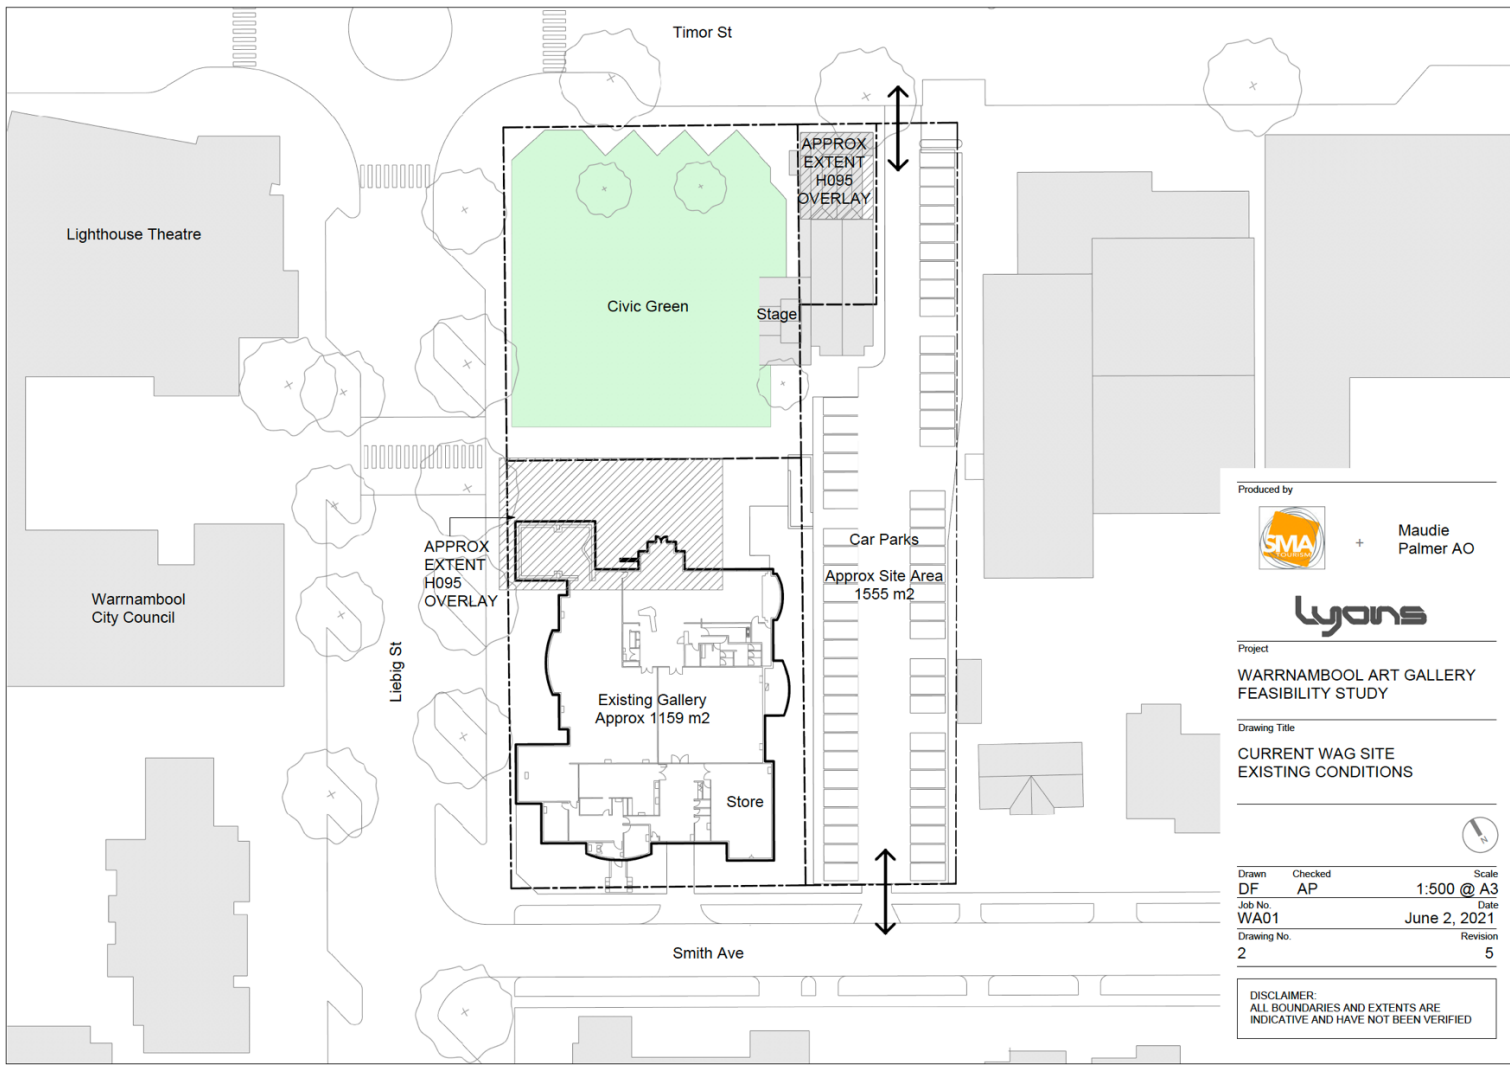 Timor St
APPROX
EXTENT
H095
OVERLAY
Lighthouse Theatre
Civic Green
Stage
Car Parks
Approx Site Area
1555 m2
APPROX
EXTENT
H095
OVERLAY
Warrnambool
City Council
Liebig St
Existing Gallery
Approx 1159 m2
Store
Smith Ave
Produced by
SMA
TOURISM
+
Maudie
Palmer AO
Lyons
Project
WARRNAMBOOL ART GALLERY
FEASIBILITY STUDY
Drawing Title
CURRENT WAG SITE
EXISTING CONDITIONS
N
Drawn Checked Scale
DF AP 1:500 @ A3
Job No. Date
WA01 June 2, 2021
Drawing No. Revision
2 5
DISCLAIMER:
ALL BOUNDARIES AND EXTENTS ARE
INDICATIVE AND HAVE NOT BEEN VERIFIED